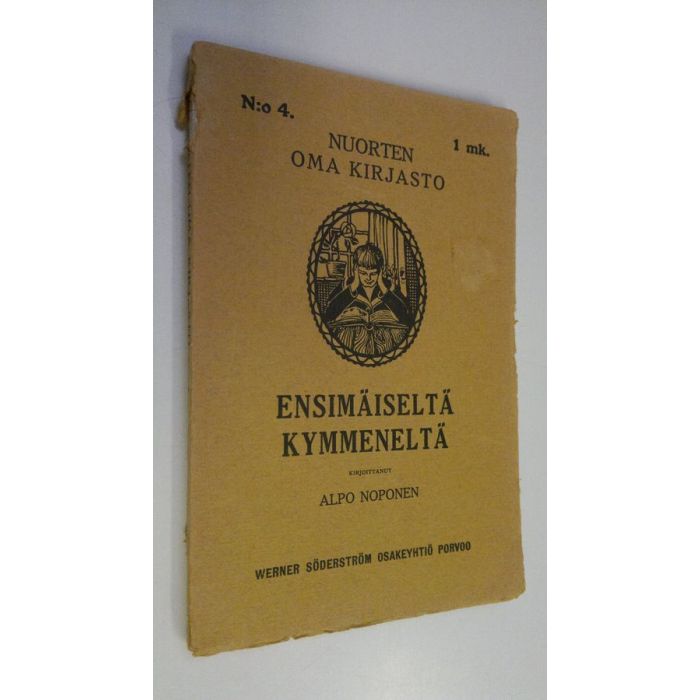 N:o 4.
1 mk.
NUORTEN
OMA KIRJASTO
ENSIMÄISELTÄ
KYMMENELTÄ
KIRJOITTANUT
ALPO NOPONEN
WERNER SÖDERSTRÖM OSAKEYHTIÖ PORVOO